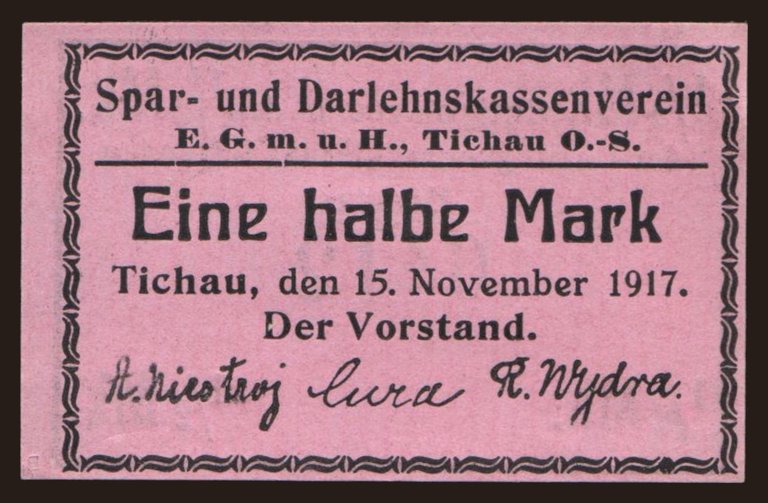 Spar- und Darlehnskassenverein
E. G. m. u. H., Tichau O.-S.
Eine halbe Mark
Tichau, den 15. November 1917.
Der Vorstand.
A. Niestroj Cura R. Wydra.